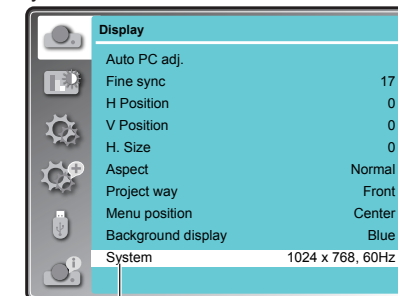 Display
Auto PC adj.
Fine sync 17
H Position 0
V Position 0
H. Size 0
Aspect Normal
Project way Front
Menu position Center
Background display Blue
System 1024 x 768, 60Hz